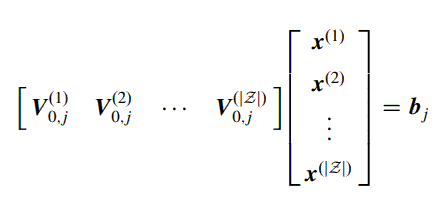 [ V_{0,j}^{(1)} V_{0,j}^{(2)} ⋯ V_{0,j}^{(|𝒵|)} ] [ x^{(1)} x^{(2)} ⋮ x^{(|𝒵|)} ] = b_j